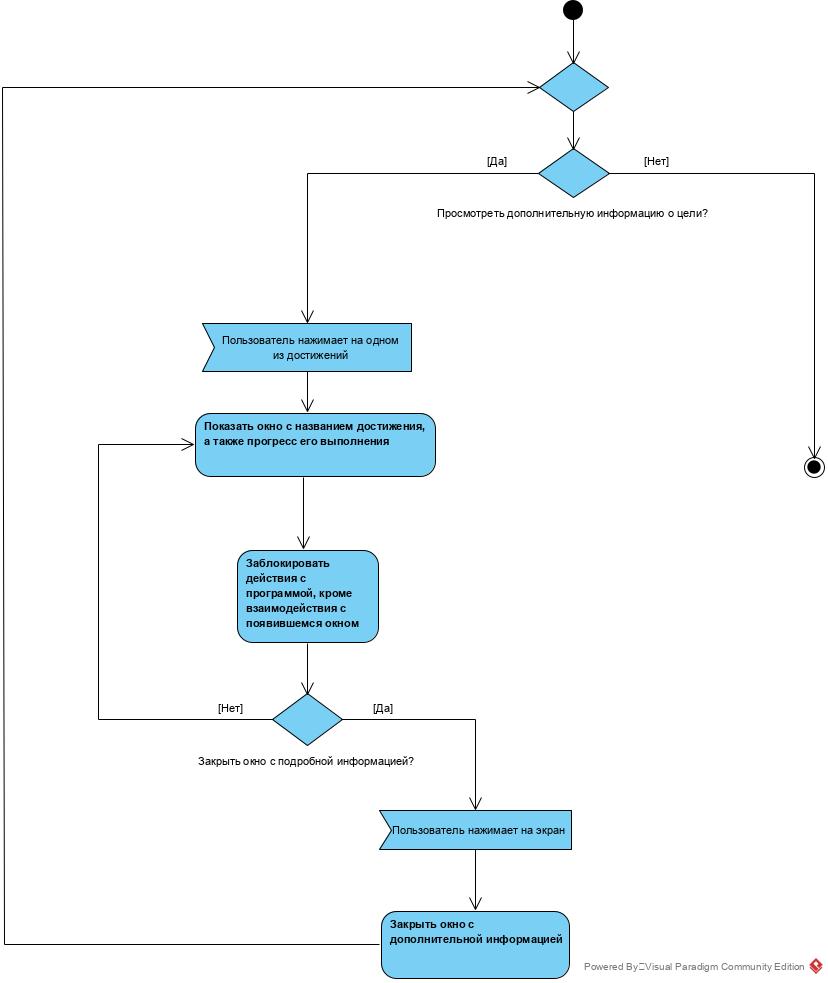 [Да]
[Нет]
Просмотреть дополнительную информацию о цели?
Пользователь нажимает на одном
из достижений
Показать окно с названием достижения,
а также прогресс его выполнения
Заблокировать
действия с
программой, кроме
взаимодействия с
появившемся окном
[Нет]
[Да]
Закрыть окно с подробной информацией?
Пользователь нажимает на экран
Закрыть окно с
дополнительной информацией
Powered By Visual Paradigm Community Edition